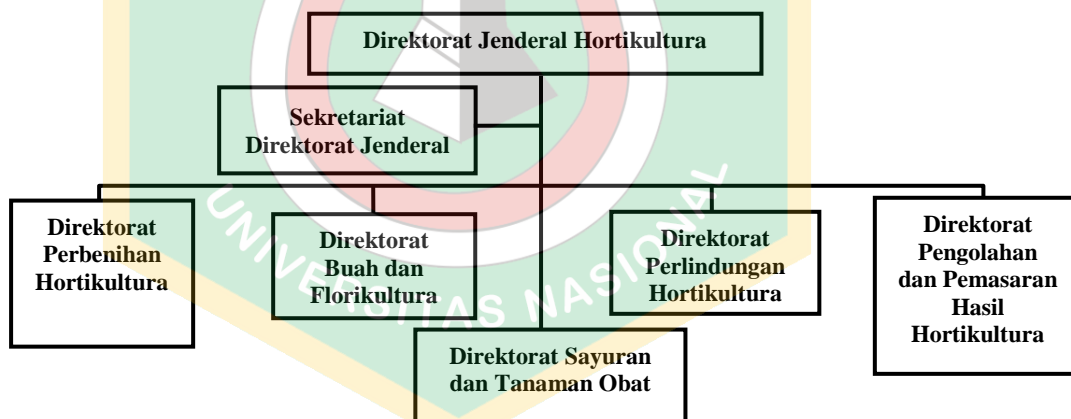 Direktorat Jenderal Hortikultura
Sekretariat
Direktorat Jenderal
Direktorat
Perbenihan
Hortikultura
Direktorat
Buah dan
Florikultura
Direktorat
Perlindungan
Hortikultura
Direktorat
Pengolahan
dan Pemasaran
Hasil
Hortikultura
Direktorat Sayuran
dan Tanaman Obat
UNIVERSITAS NASIONAL